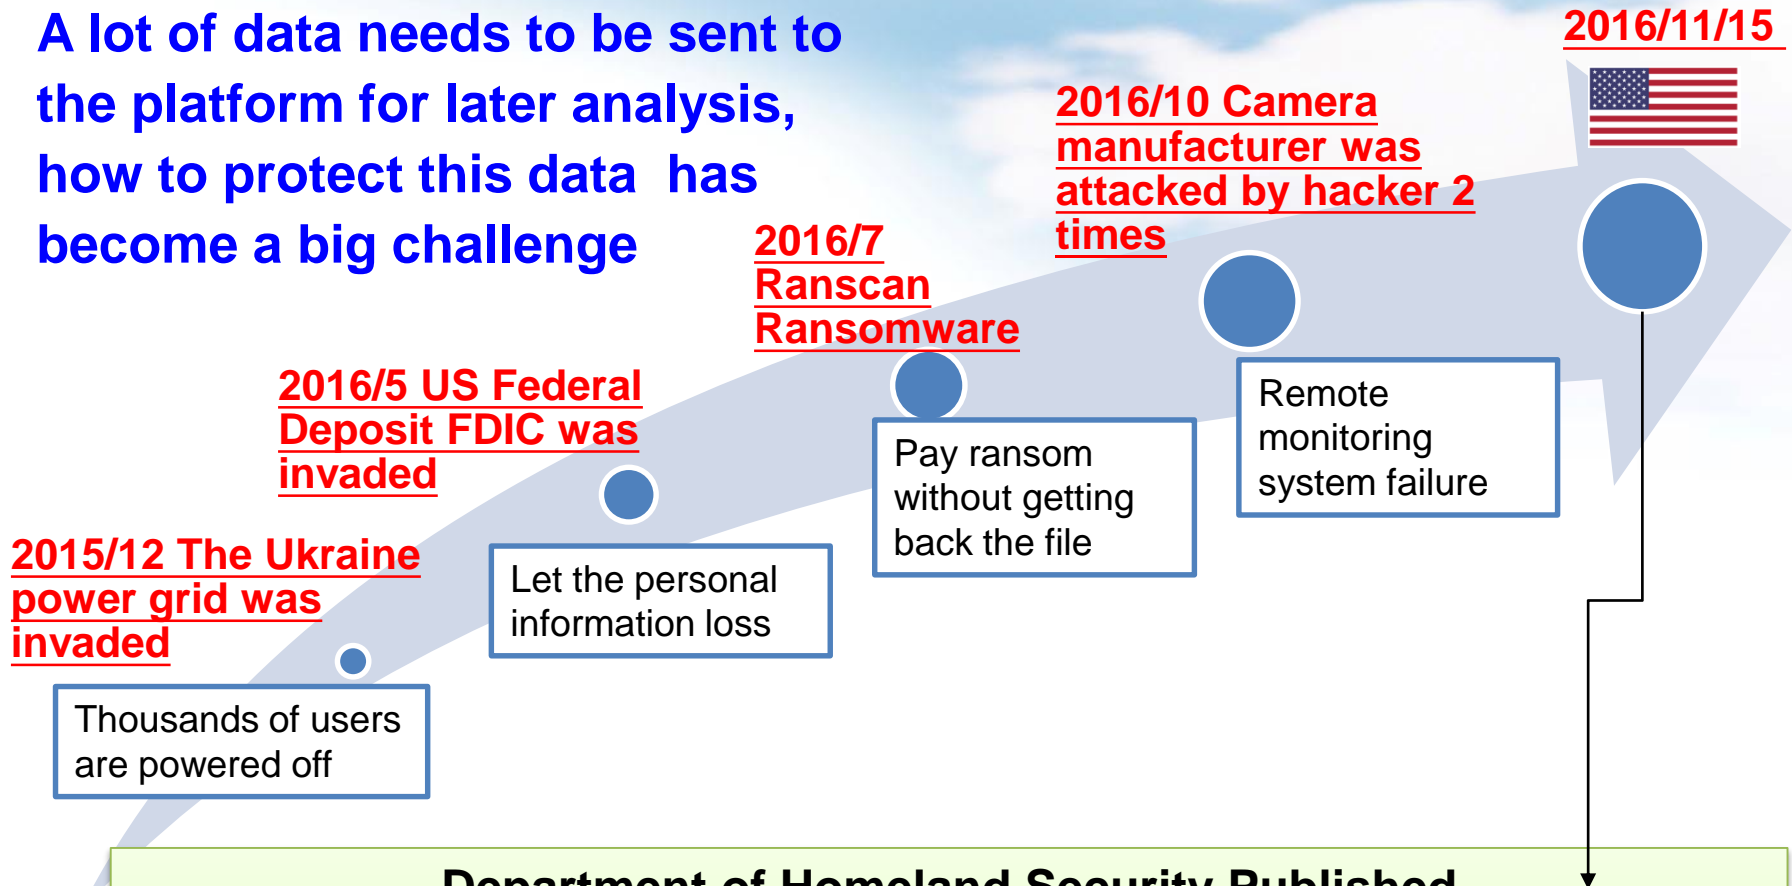 A lot of data needs to be sent to
the platform for later analysis,
how to protect this data has
become a big challenge
2016/11/15
2016/10 Camera
manufacturer was
attacked by hacker 2
times
2016/7
Ranscan
Ransomware
2016/5 US Federal
Deposit FDIC was
invaded
2015/12 The Ukraine
power grid was
invaded
Remote
monitoring
system failure
Pay ransom
without getting
back the file
Let the personal
information loss
Thousands of users
are powered off
Department of Homeland Security Published